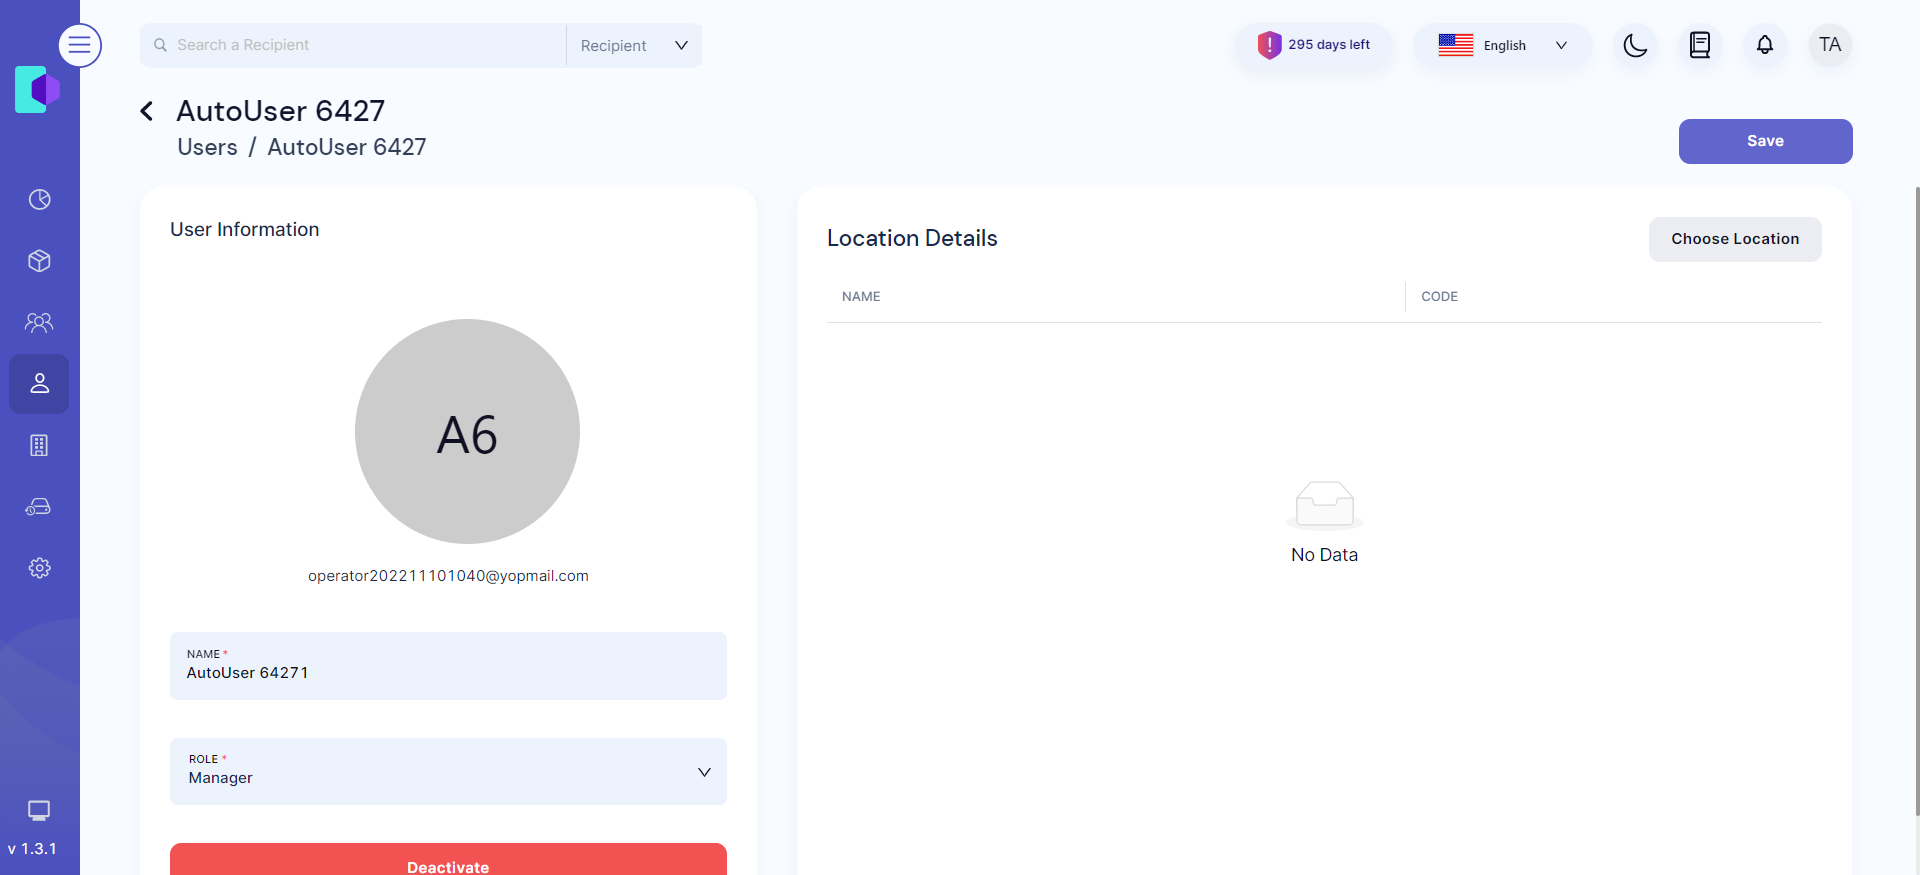 Search a Recipient
Recipient
295 days left
English
TA
AutoUser 6427
Users / AutoUser 6427
Save
User Information
A6
operator202211101040@yopmail.com
NAME *
AutoUser 64271
ROLE *
Manager
Deactivate
Location Details
Choose Location
NAME
CODE
No Data
v 1.3.1